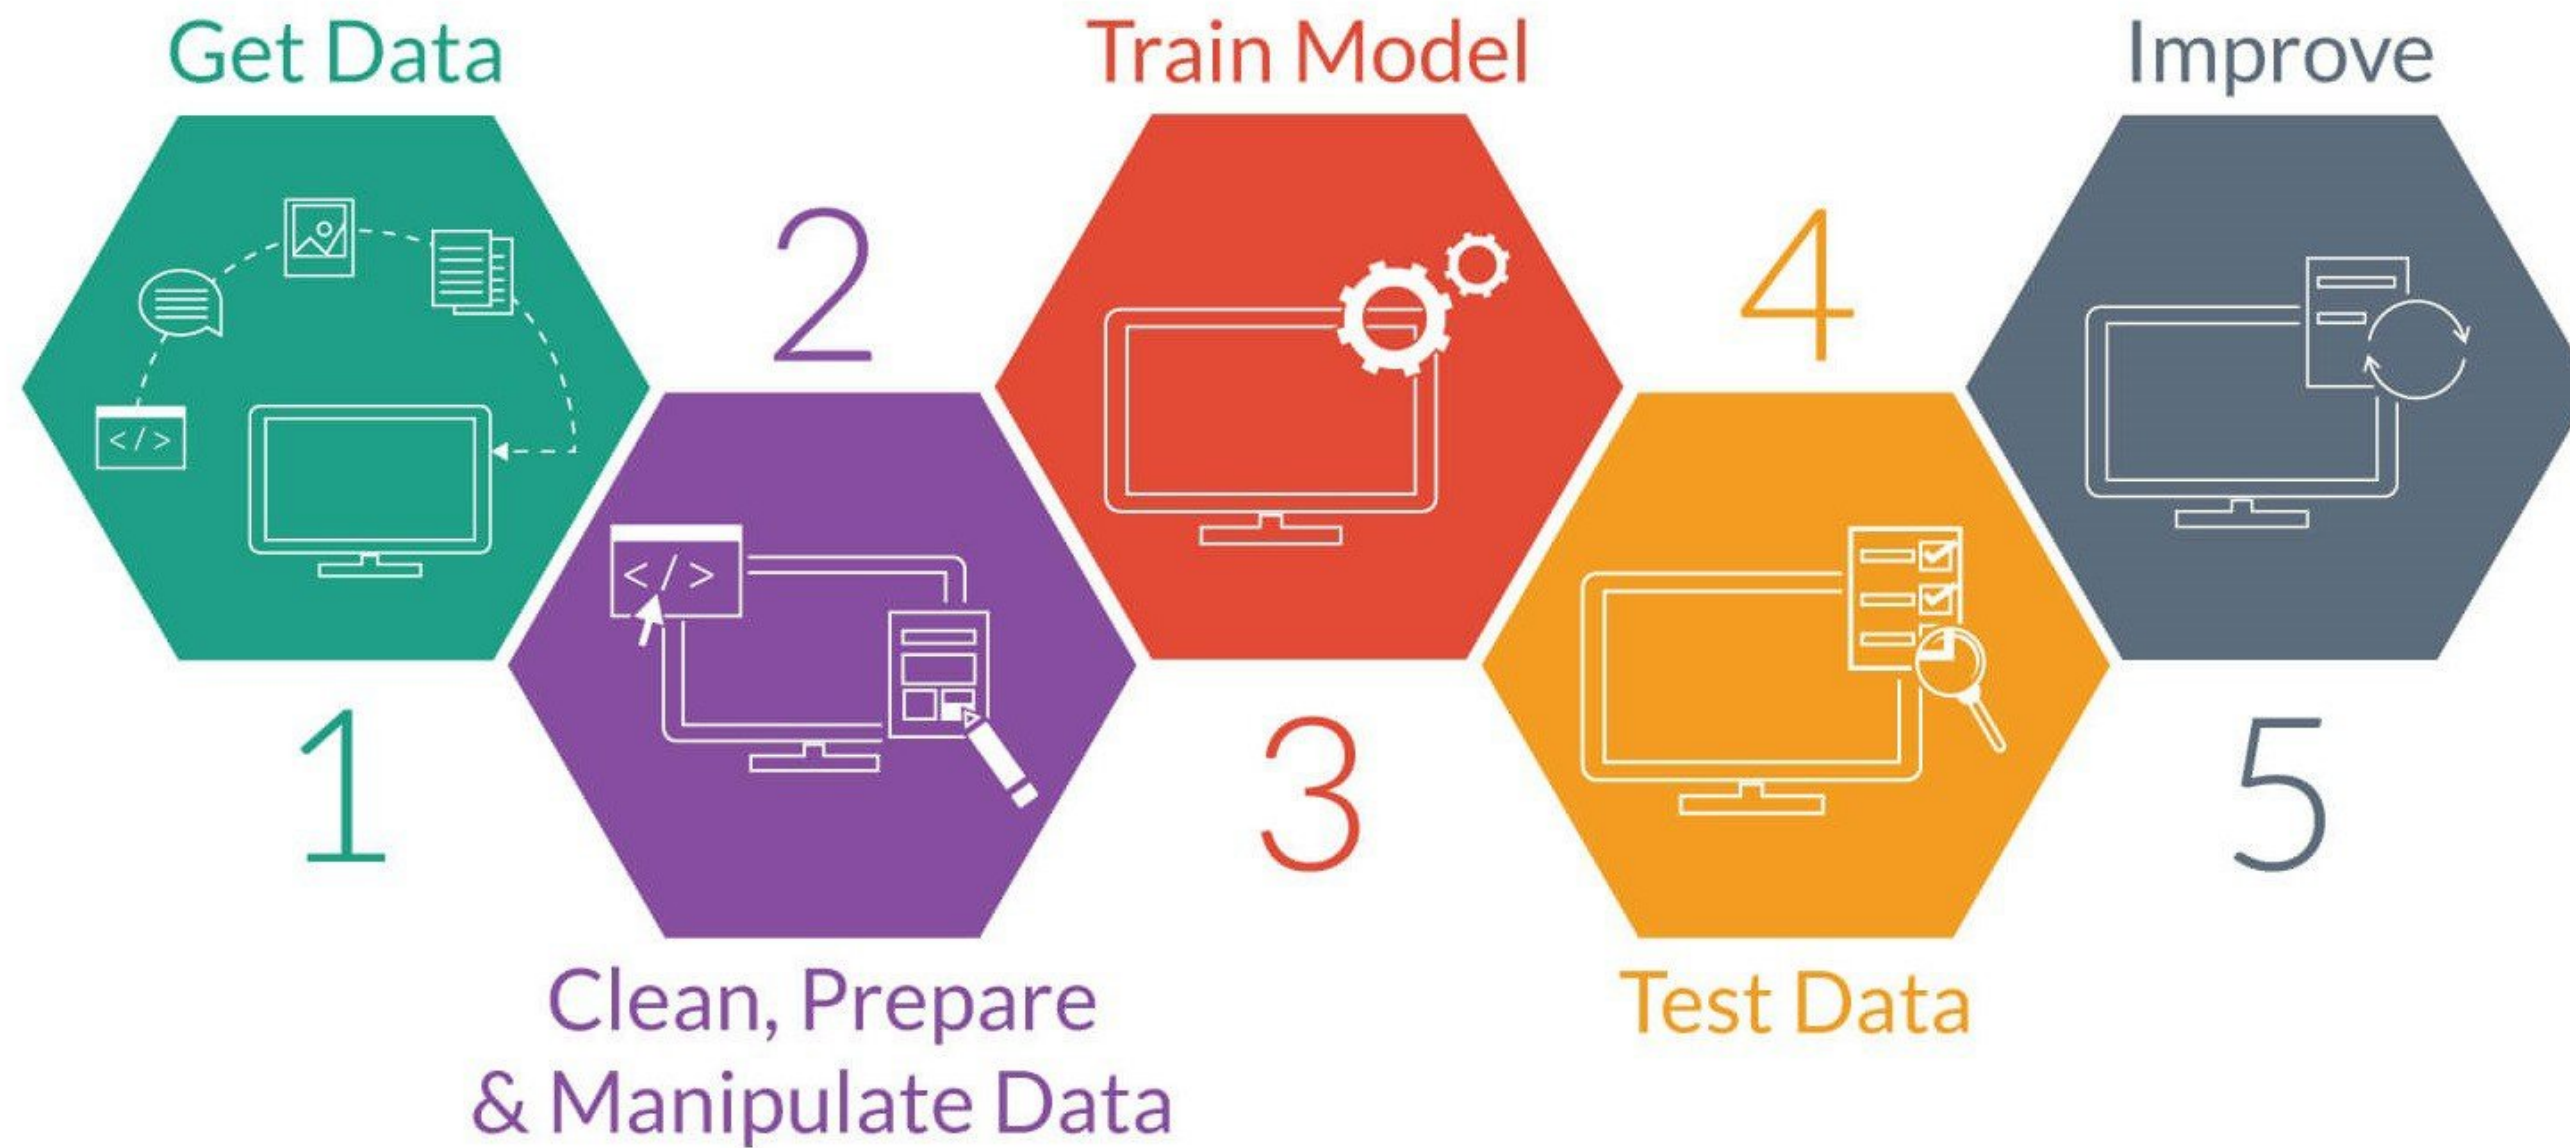 Get Data
1
2
Clean, Prepare
& Manipulate Data
</>
</>
Train Model
3
4
Test Data
Improve
5